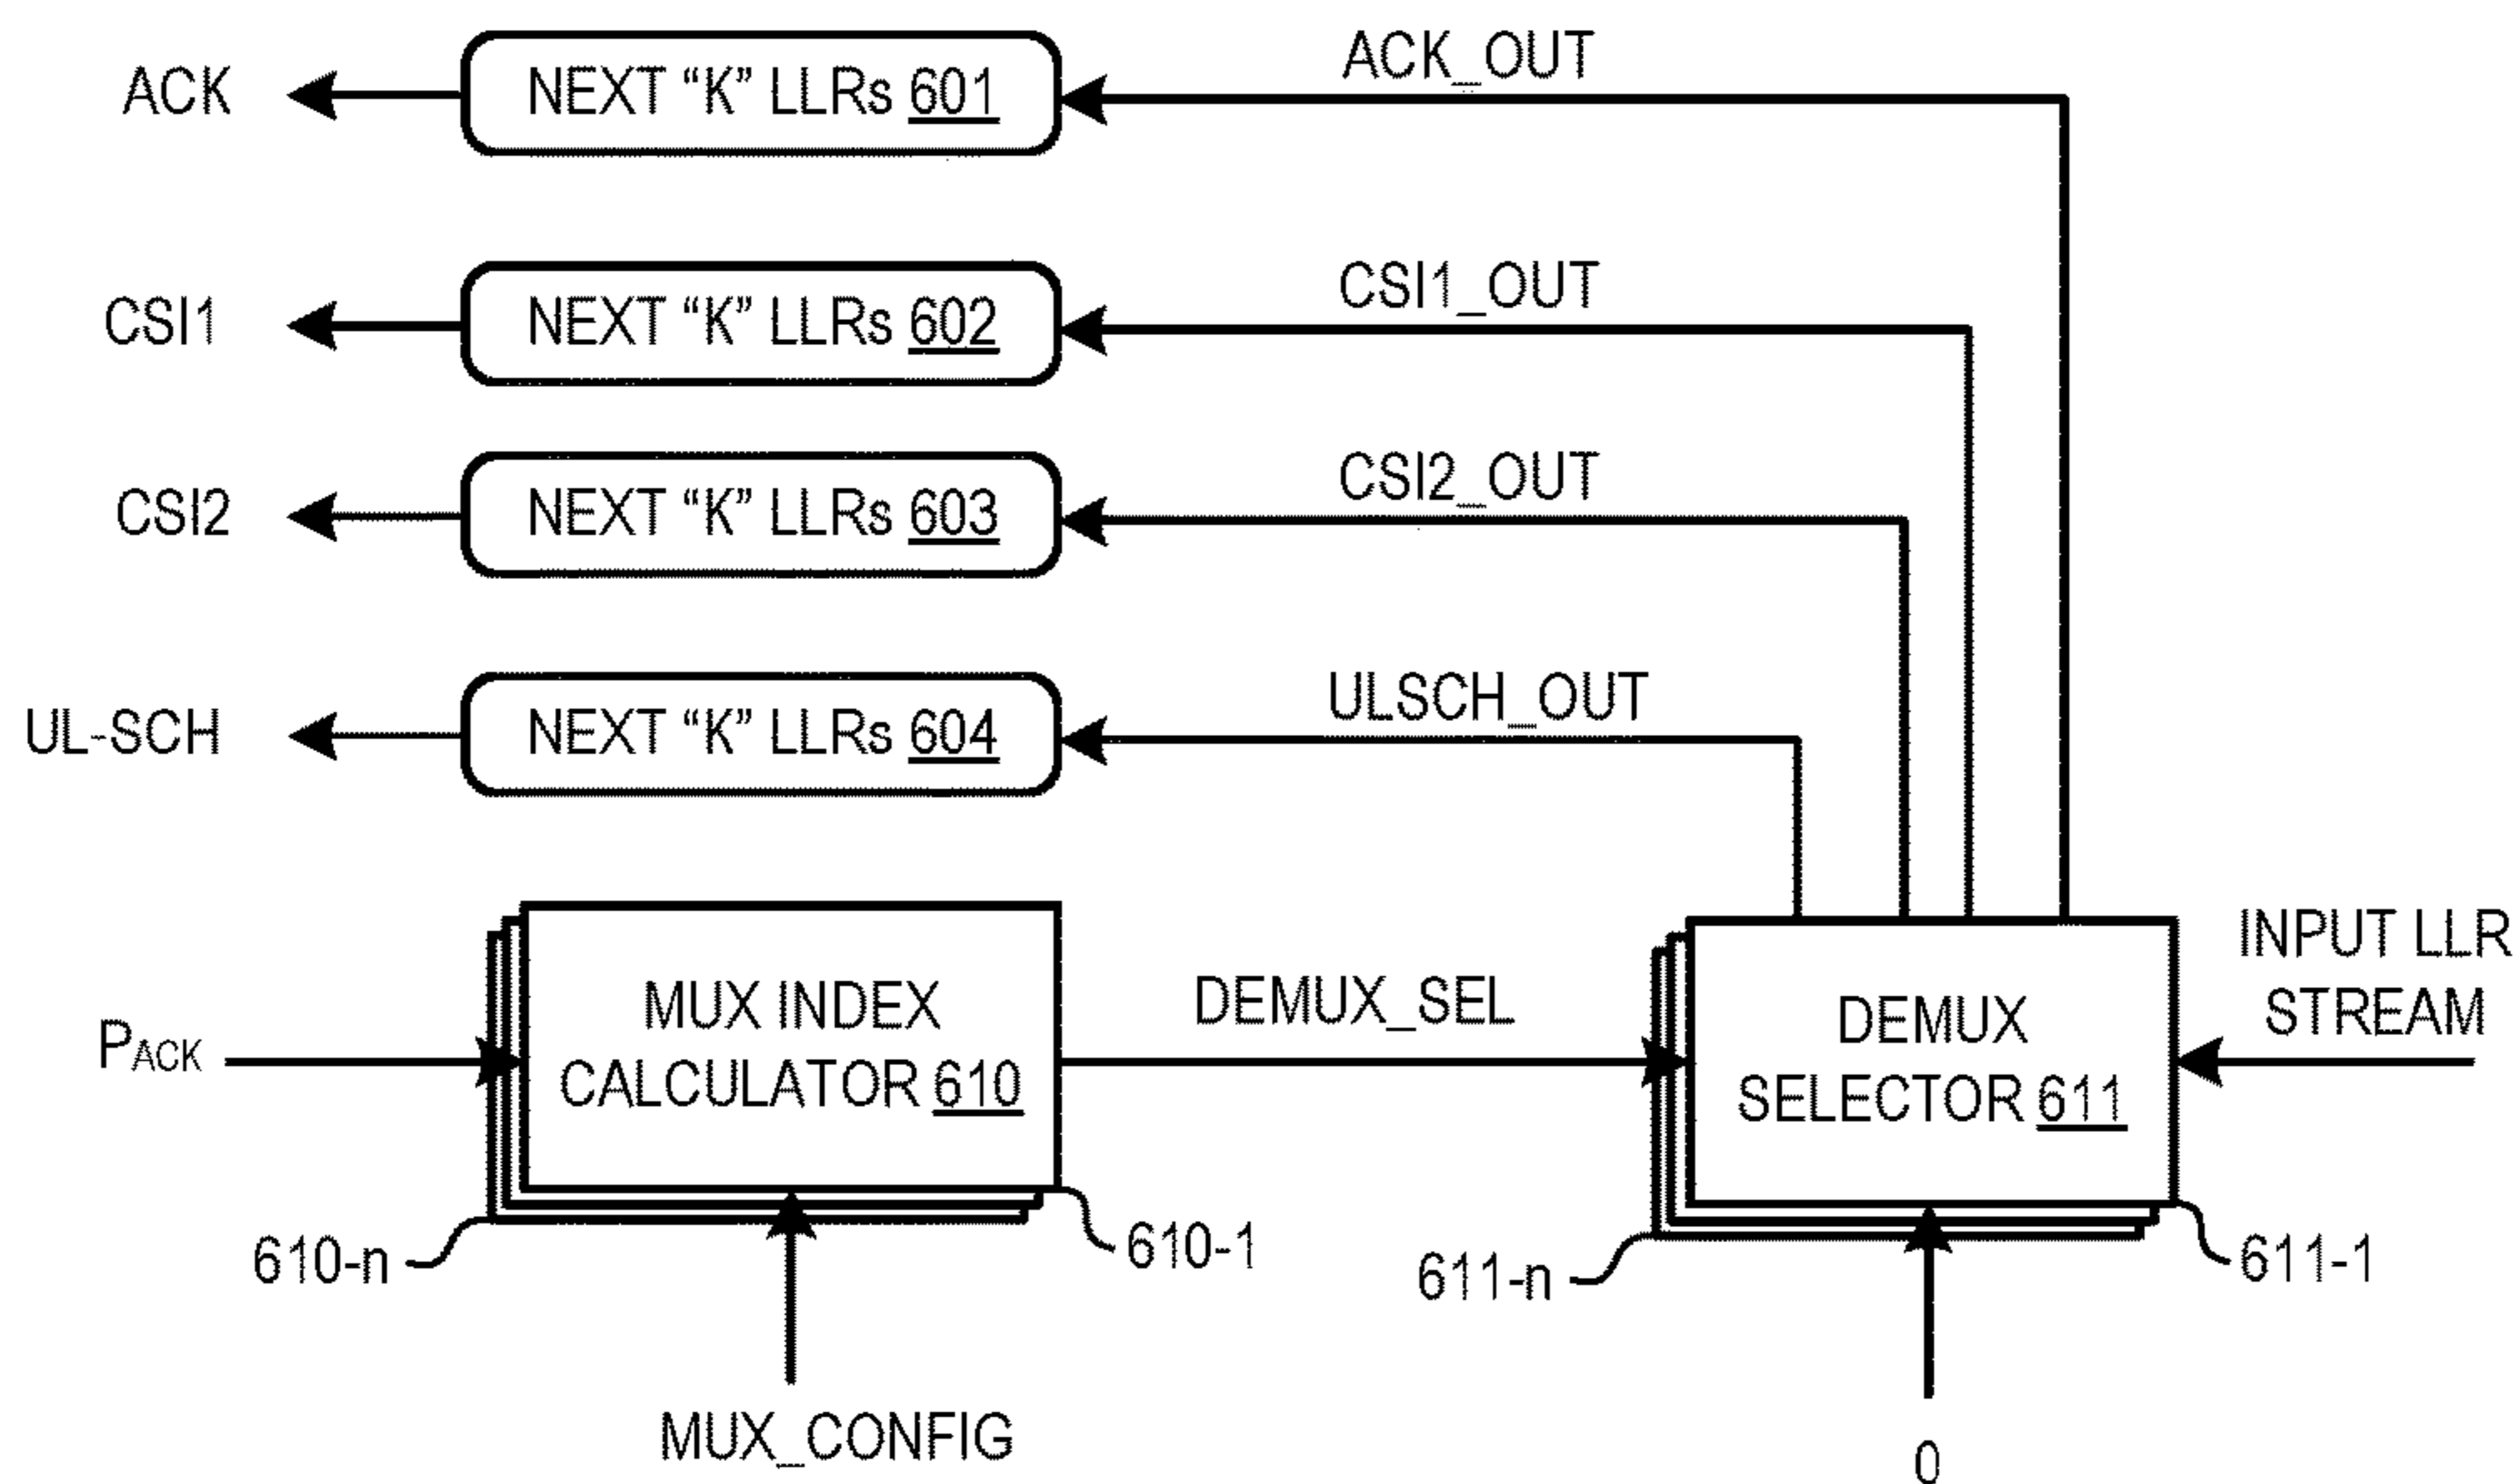 ACK
NEXT “K” LLRs 601
ACK_OUT
CSI1
NEXT “K” LLRs 602
CSI1_OUT
CSI2
NEXT “K” LLRs 603
CSI2_OUT
UL-SCH
NEXT “K” LLRs 604
ULSCH_OUT
PACK
MUX INDEX
CALCULATOR 610
DEMUX_SEL
DEMUX
SELECTOR 611
INPUT LLR
STREAM
610-n
610-1
611-n
611-1
MUX_CONFIG
0